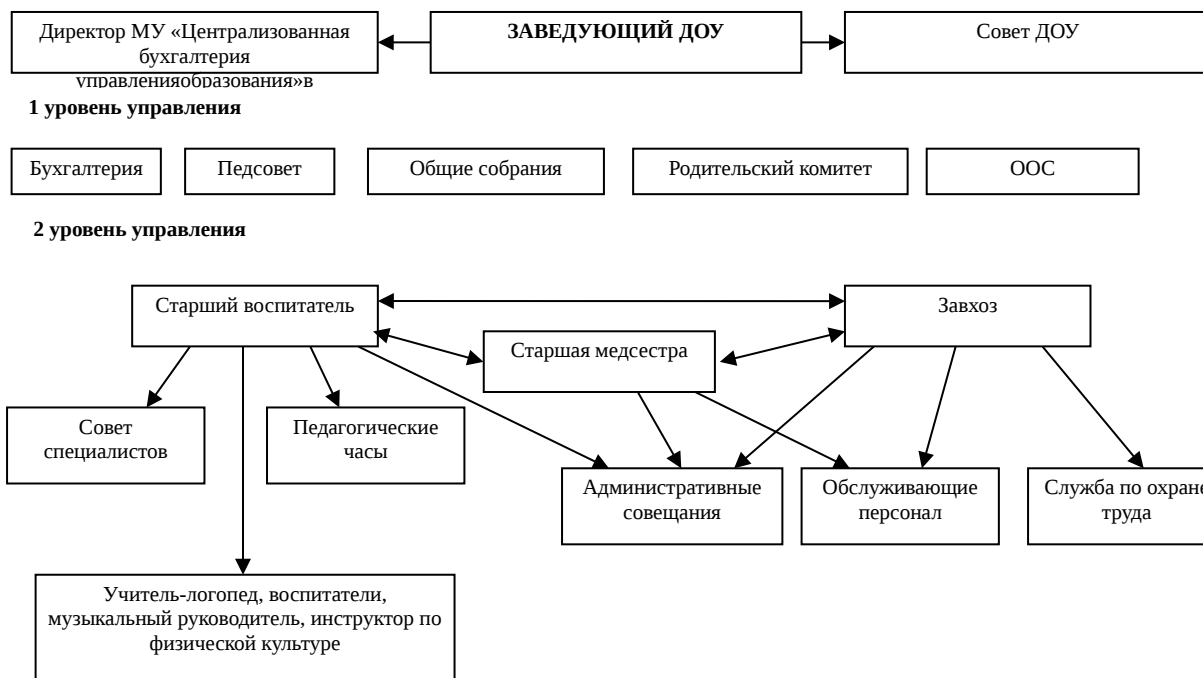 Директор МУ «Централизованная
бухгалтерия
управленияобразования»в
ЗАВЕДУЮЩИЙ ДОУ
Совет ДОУ
1 уровень управления
Бухгалтерия
Педсовет
Общие собрания
Родительский комитет
ООС
2 уровень управления
Старший воспитатель
Старшая медсестра
Завхоз
Совет
специалистов
Педагогические
часы
Административные
совещания
Обслуживающие
персонал
Служба по охране
труда
Учитель-логопед, воспитатели,
музыкальный руководитель, инструктор по
физической культуре